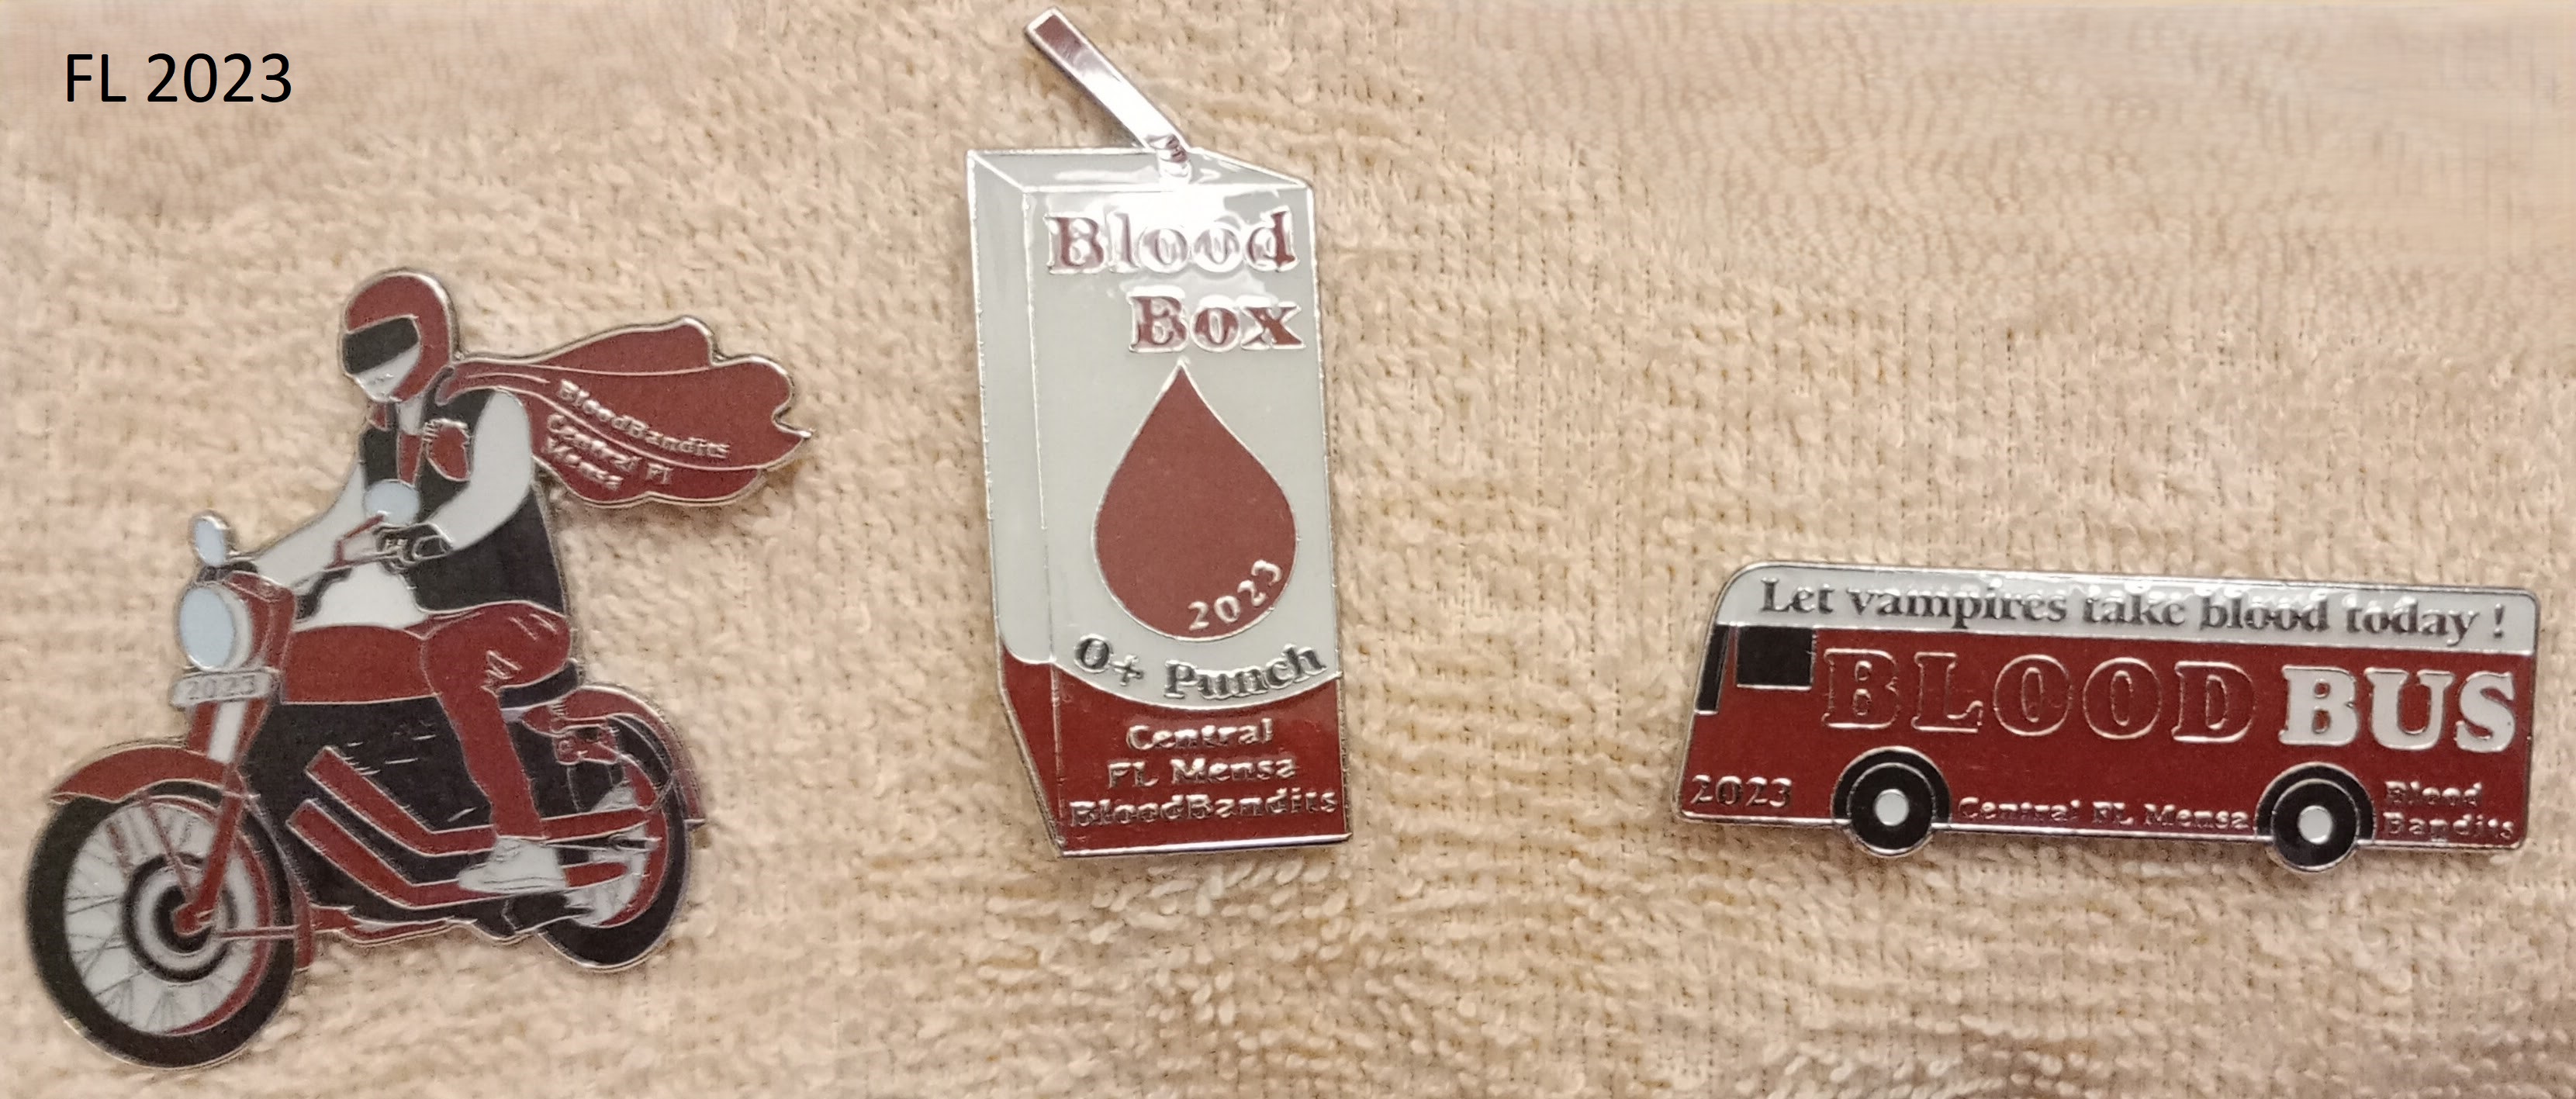 FL 2023
BloodBandits
Central Fl
Mensa
2023
Blood
Box
2023
O+ Punch
Central
FL Mensa
BloodBandits
Let vampires take blood today !
BLOOD BUS
2023
Central FL Mensa
Blood
Bandits